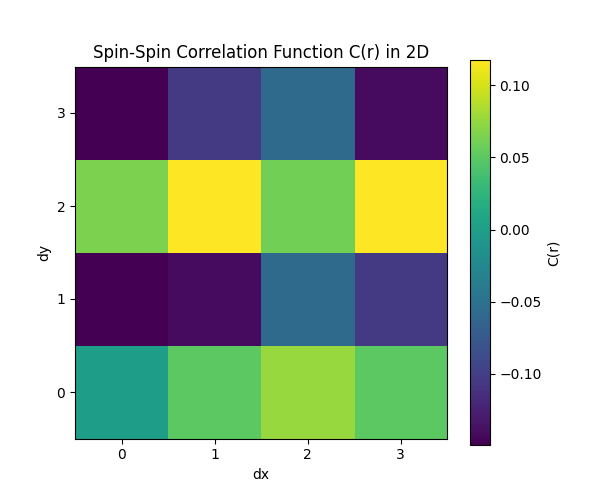 Spin-Spin Correlation Function C(r) in 2D
3
2
1
0
dy
0 1 2 3
dx
0.10
0.05
0.00
−0.05
−0.10
C(r)